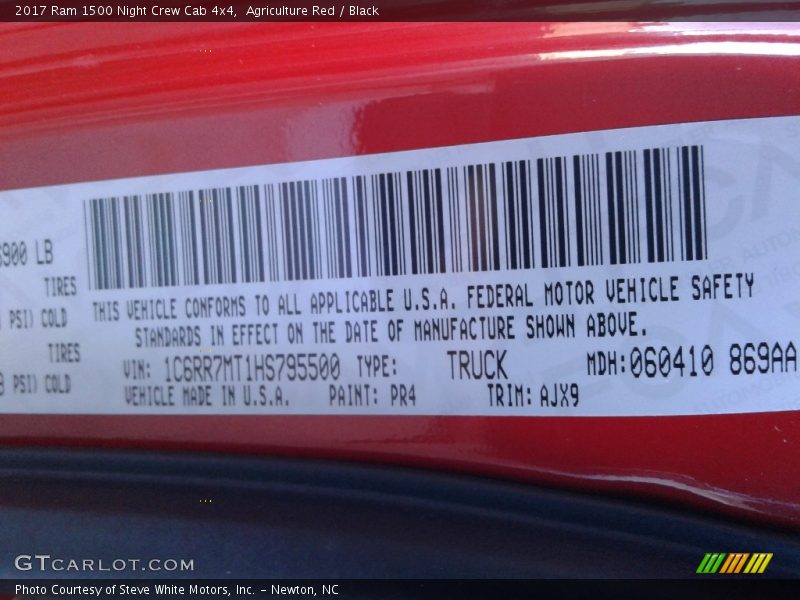 2017 Ram 1500 Night Crew Cab 4x4, Agriculture Red / Black
900 LB
TIRES
PSI) COLD
TIRES
PSI) COLD
THIS VEHICLE CONFORMS TO ALL APPLICABLE U.S.A. FEDERAL MOTOR VEHICLE SAFETY
STANDARDS IN EFFECT ON THE DATE OF MANUFACTURE SHOWN ABOVE.
VIN: 1C6RR7MT1HS795500 TYPE: TRUCK MDH:060410 869AA
VEHICLE MADE IN U.S.A. PAINT: PR4 TRIM: AJX9
GTCARLOT.COM
Photo Courtesy of Steve White Motors, Inc. – Newton, NC